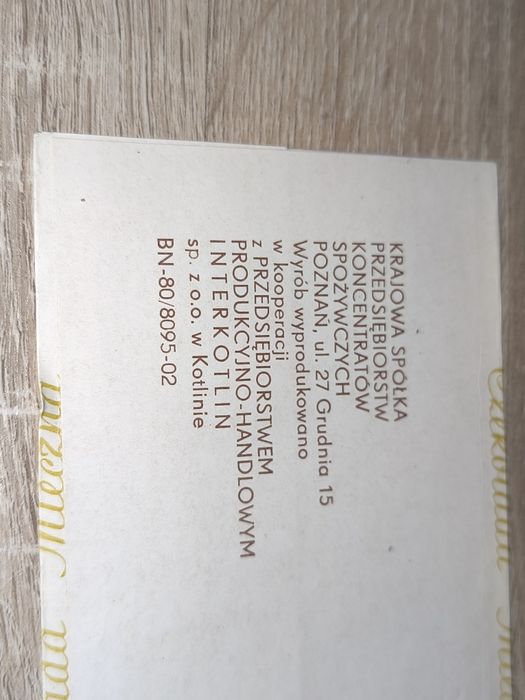 KRAJOWA SPÓŁKA
PRZEDSIĘBIORSTW
KONCENTRATÓW
SPOŻYWCZYCH
POZNAŃ, ul. 27 Grudnia 15
Wyrób wyprodukowano
w kooperacji
z PRZEDSIĘBIORSTWEM
PRODUKCYJNO-HANDLOWYM
INTERKOTLIN
sp. z o.o. w Kotlinie
BN-80/8095-02
Mleczna